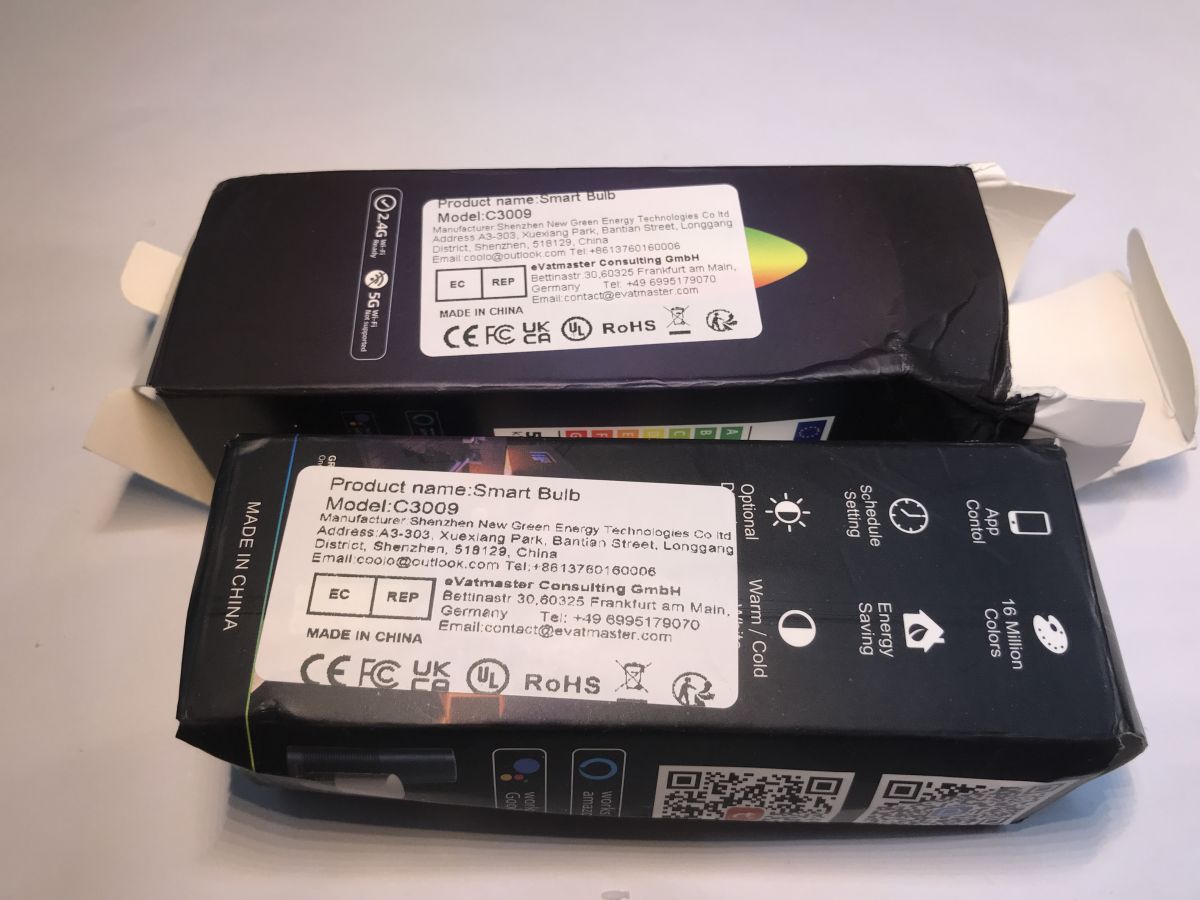 2.4G Wi-Fi
Ready
5G Wi-Fi
Not Supported
Product name:Smart Bulb
Model:C3009
Manufacturer Shenzhen New Green Energy Technologies Co ltd
Address A3-303, Xuexiang Park, Bantian Street, Longgang
District, Shenzhen, 518129, China
Email:coolo@outlook.com Tel:+8613760160006
EC REP
eVatmaster Consulting GmbH
Bettinastr 30,60325 Frankfurt am Main,
Germany Tel: +49 6995179070
Email:contact@evatmaster.com
MADE IN CHINA
CE FC UK
CA UL RoHS
A
B
C
D
E
F
G
MADE IN CHINA
Product name:Smart Bulb
Model:C3009
Manufacturer Shenzhen New Green Energy Technologies Co ltd
Address:A3-303, Xuexiang Park, Bantian Street, Longgang
District, Shenzhen, 518129, China
Email:coolo@outlook.com Tel:+8613760160006
EC REP
eVatmaster Consulting GmbH
Bettinastr 30,60325 Frankfurt am Main,
Germany Tel: +49 6995179070
Email:contact@evatmaster.com
MADE IN CHINA
CE FC UK
CA UL RoHS
Optional
Schedule
Setting
App
Control
Warm / Cold
White
Energy
Saving
16 Million
Colors
works
amazon